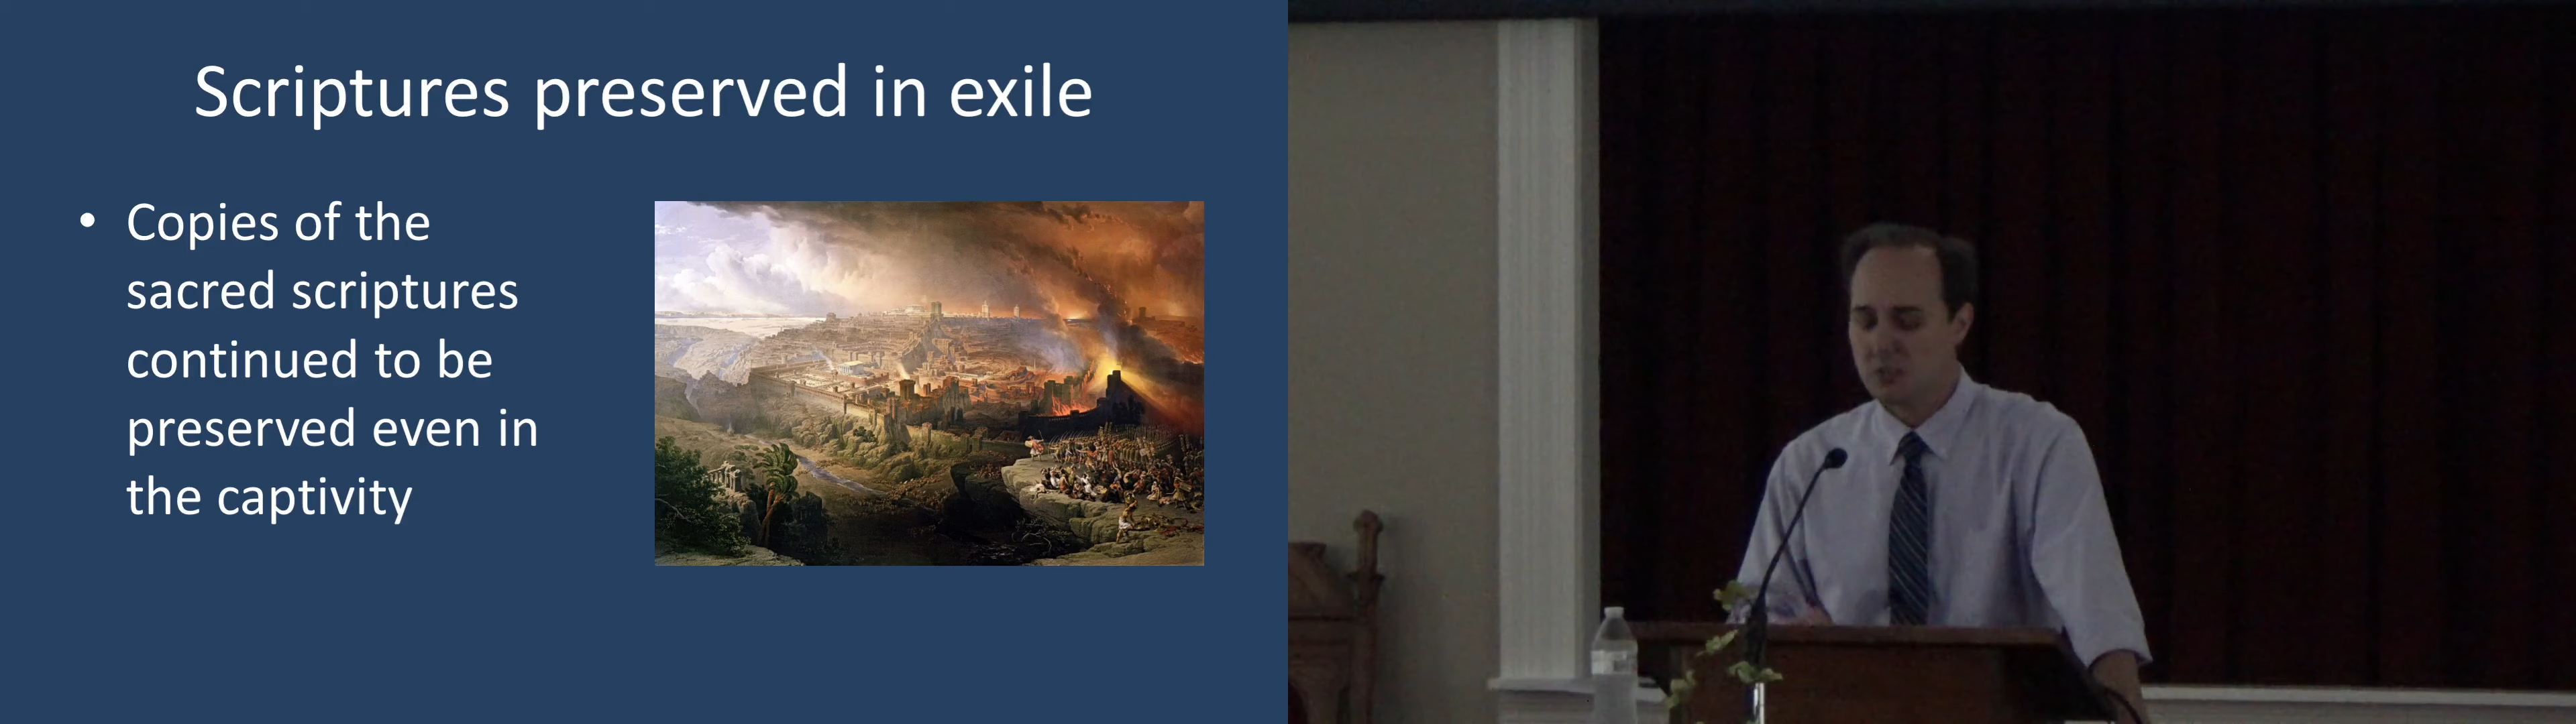 Scriptures preserved in exile
• Copies of the
sacred scriptures
continued to be
preserved even in
the captivity